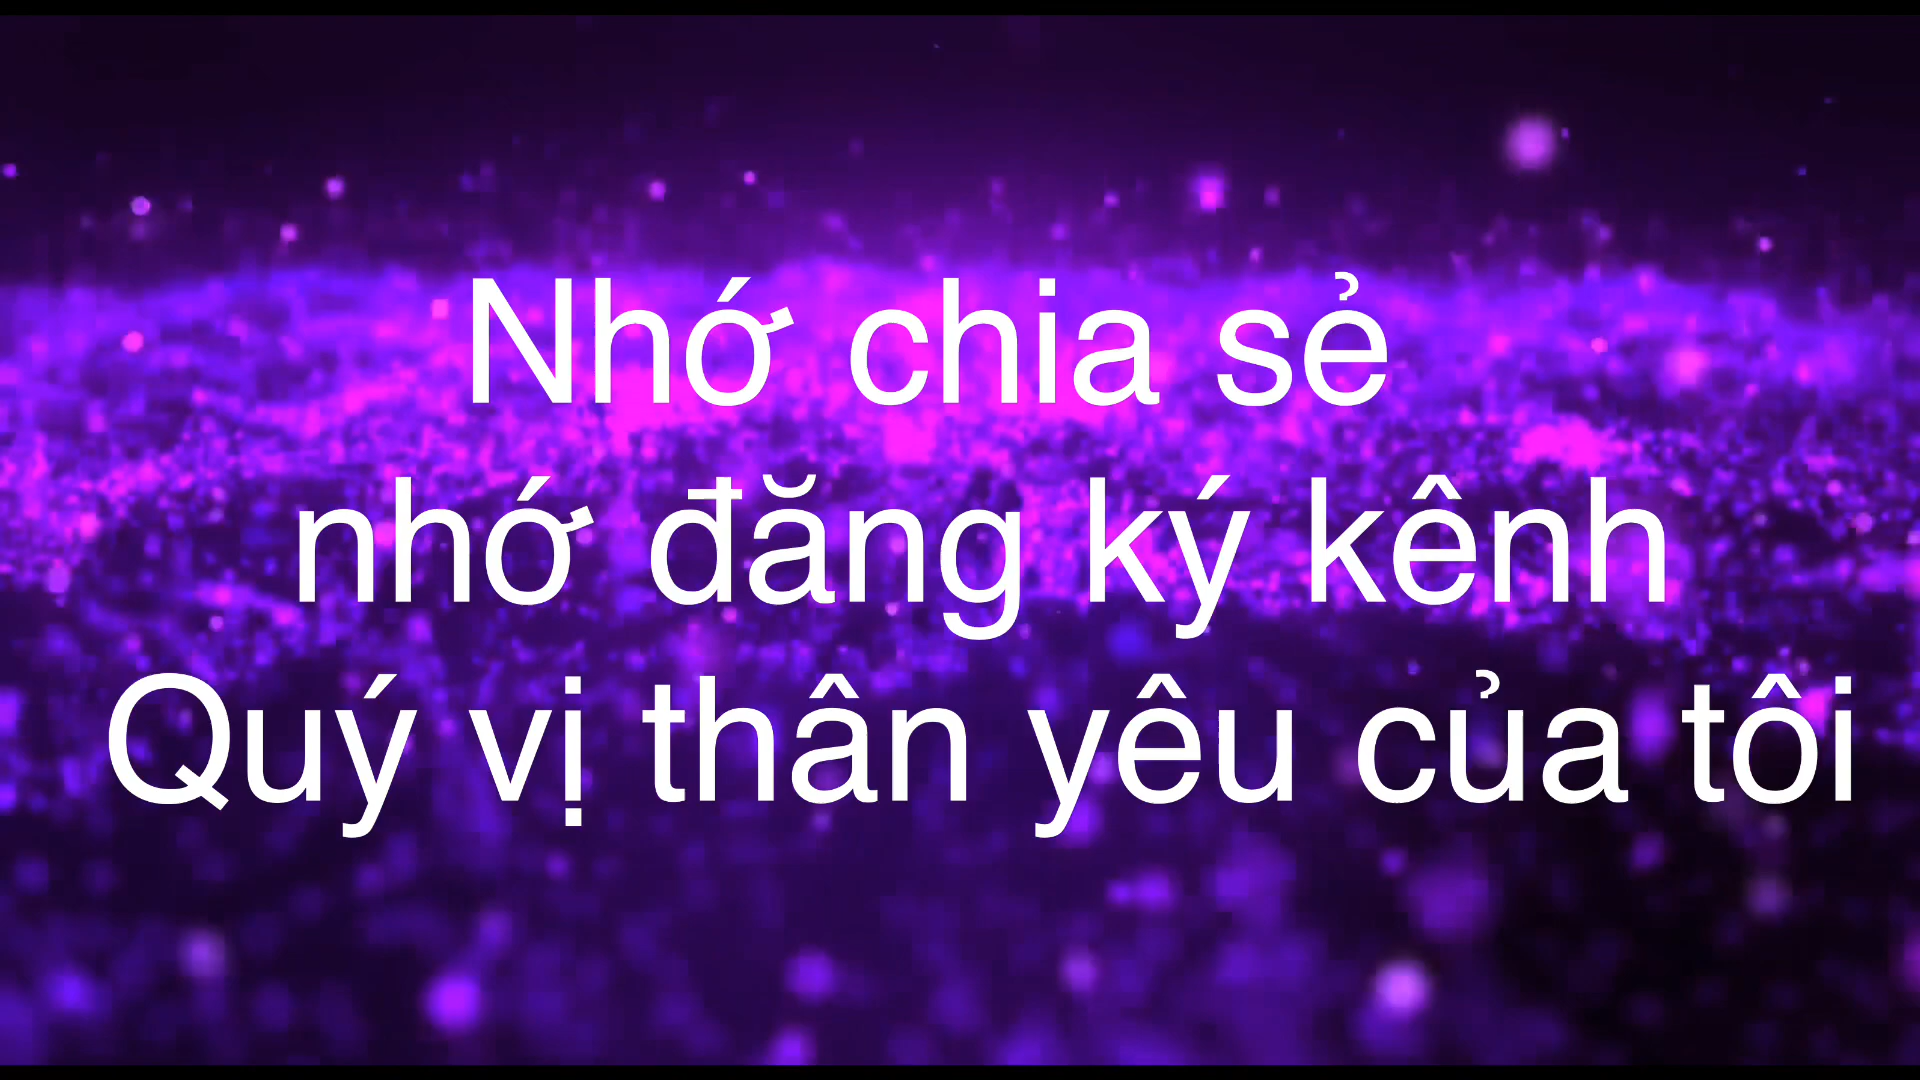 Nhớ chia sẻ
nhớ đăng ký kênh
Quý vị thân yêu của tôi